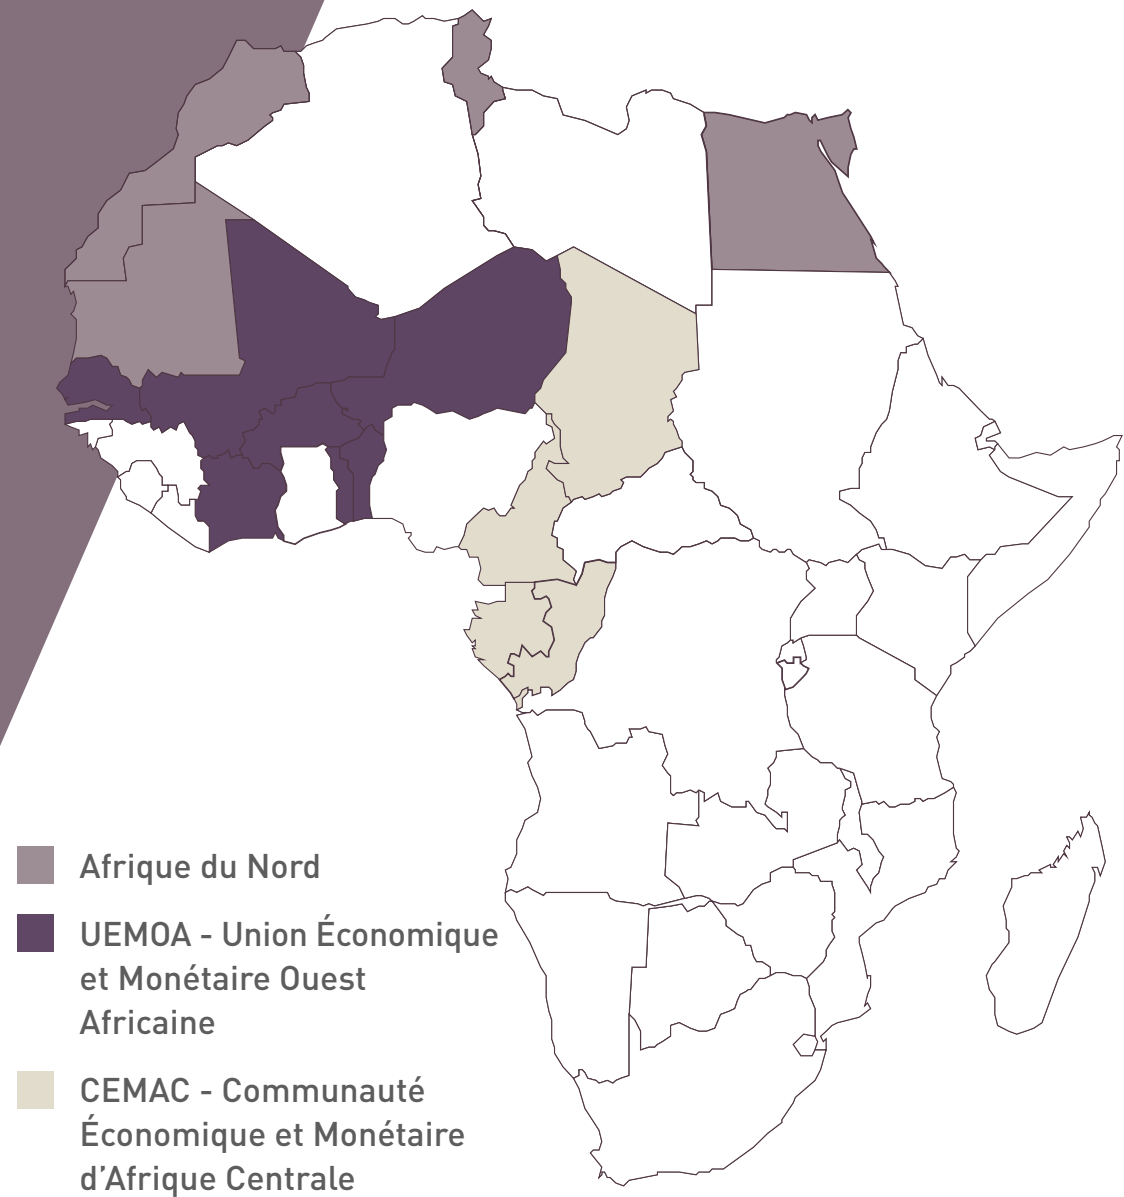 Afrique du Nord
UEMOA - Union Économique
et Monétaire Ouest
Africaine
CEMAC - Communauté
Économique et Monétaire
d’Afrique Centrale